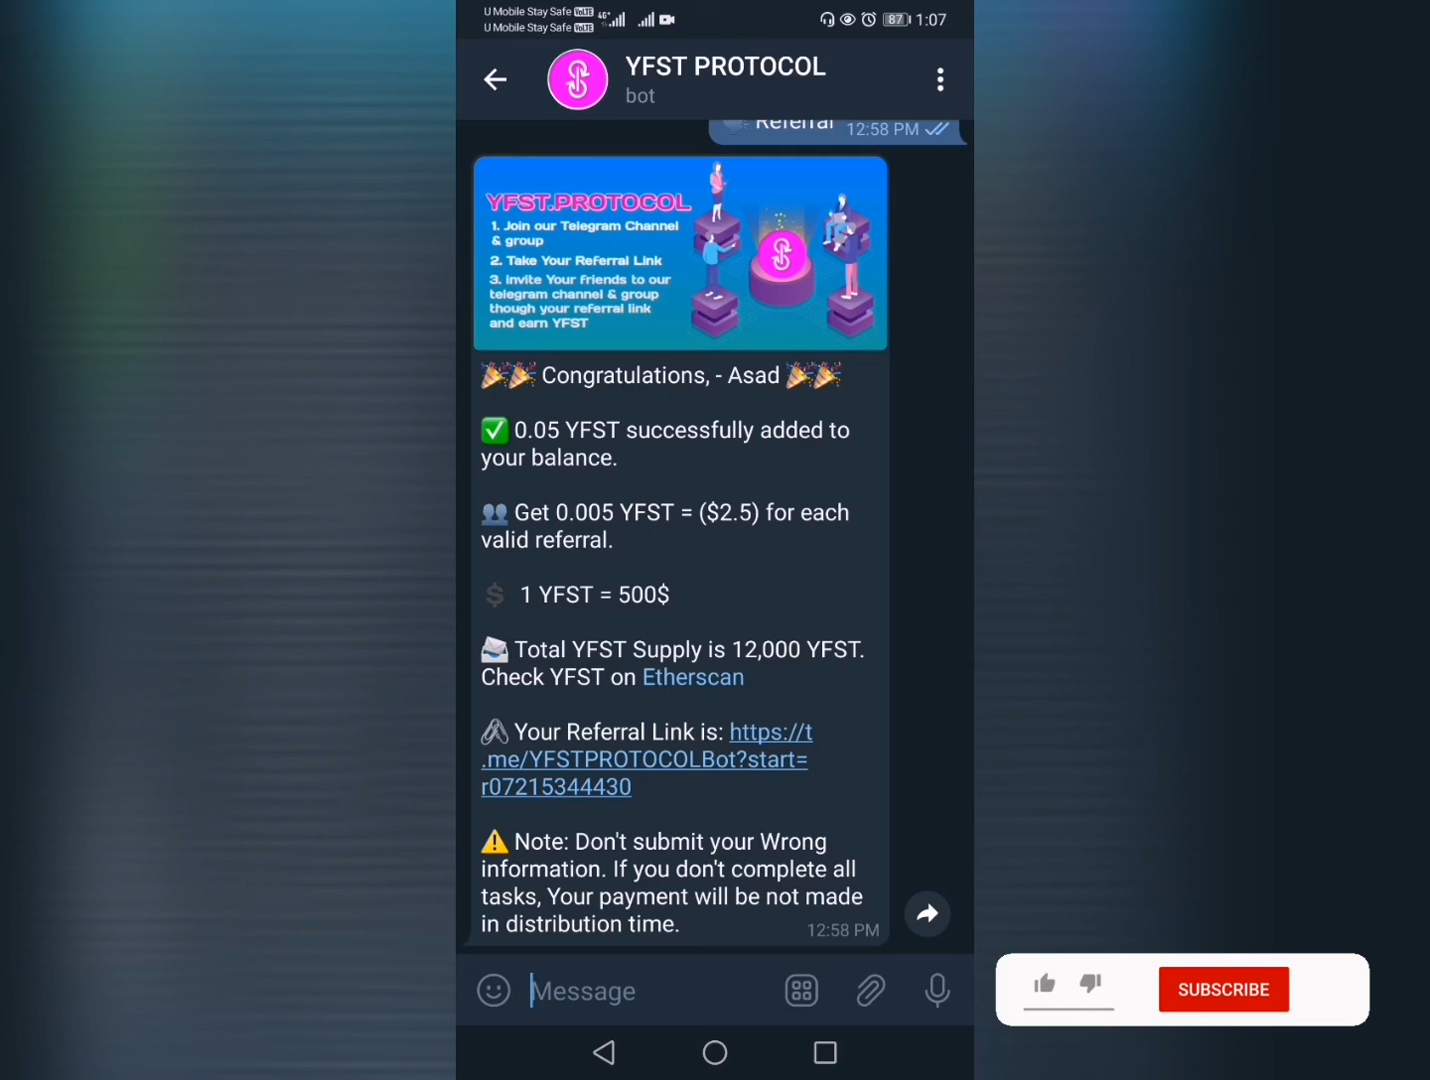 U Mobile Stay Safe VoLTE
U Mobile Stay Safe VoLTE
4G+
87 1:07
YFST PROTOCOL
bot
Referral 12:58 PM
YFST.PROTOCOL
1. Join our Telegram Channel
& group
2. Take Your Referral Link
3. invite Your friends to our
telegram channel & group
though your referral link
and earn YFST
🎉🎉 Congratulations, - Asad 🎉🎉
✅ 0.05 YFST successfully added to
your balance.
👥 Get 0.005 YFST = ($2.5) for each
valid referral.
💲 1 YFST = 500$
📨 Total YFST Supply is 12,000 YFST.
Check YFST on Etherscan
🖇 Your Referral Link is: https://t
.me/YFSTPROTOCOLBot?start=
r07215344430
⚠️ Note: Don't submit your Wrong
information. If you don't complete all
tasks, Your payment will be not made
in distribution time.
12:58 PM
Message
SUBSCRIBE